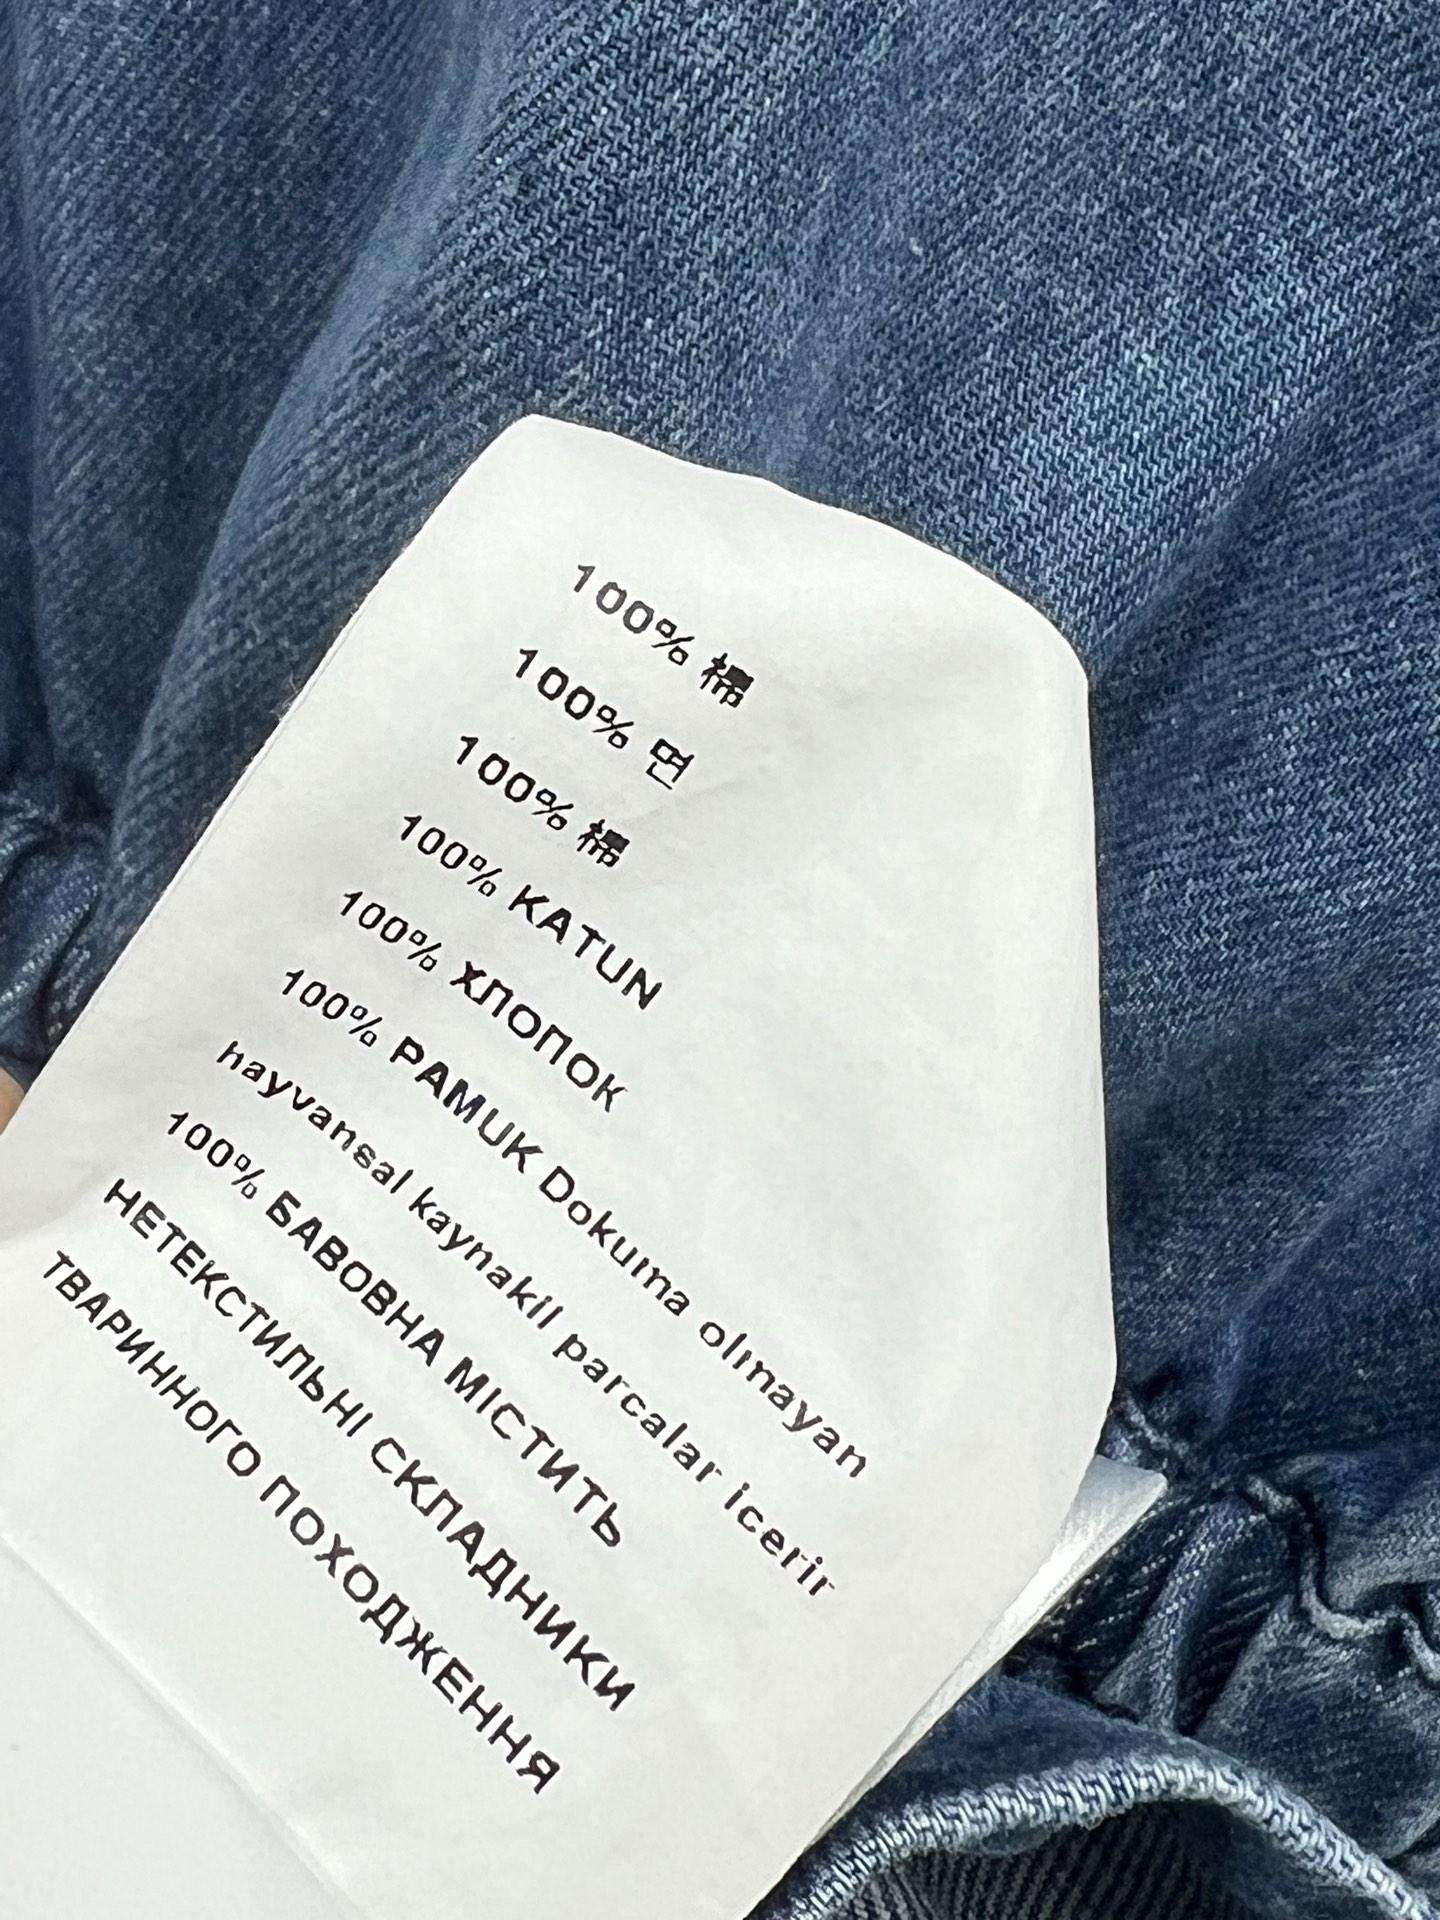 100% 棉
100% 면
100% 棉
100% KATUN
100% ХЛОПОК
100% PAMUK Dokuma olmayan
hayvansal kaynakil parcalar icerir
100% БАВОВНА МІСТИТЬ
НЕТЕКСТИЛЬНІ СКЛАДНИКИ
ТВАРИННОГО ПОХОДЖЕННЯ